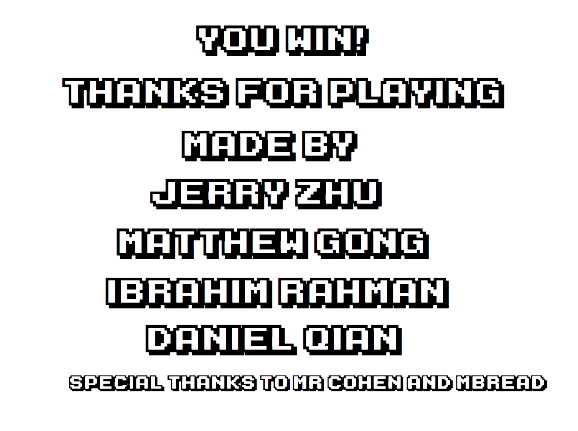 YOU WIN!
THANKS FOR PLAYING
MADE BY
JERRY ZHU
MATTHEW GONG
IBRAHIM RAHMAN
DANIEL QIAN
SPECIAL THANKS TO MR COHEN AND MBREAD